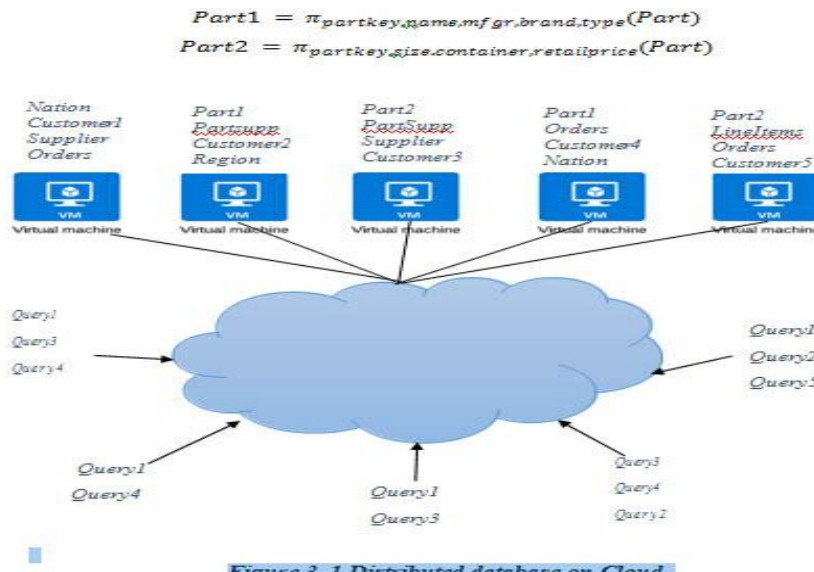 Part1 = πpartkey,name,mfgr,brand,type(Part)
Part2 = πpartkey,size,container,retailprice(Part)
Nation
Customer1
Supplier
Orders
Part1
Partsupp
Customer2
Region
Part2
PartSupp
Supplier
Customer3
Part1
Orders
Customer4
Nation
Part2
LineItems
Orders
Customer5
VM
Virtual machine
VM
Virtual machine
VM
Virtual machine
VM
Virtual machine
VM
Virtual machine
Query1
Query3
Query4
Query1
Query4
Query1
Query3
Query3
Query4
Query2
Query1
Query2
Query5
Figure 3. 1 Distributed database on Cloud